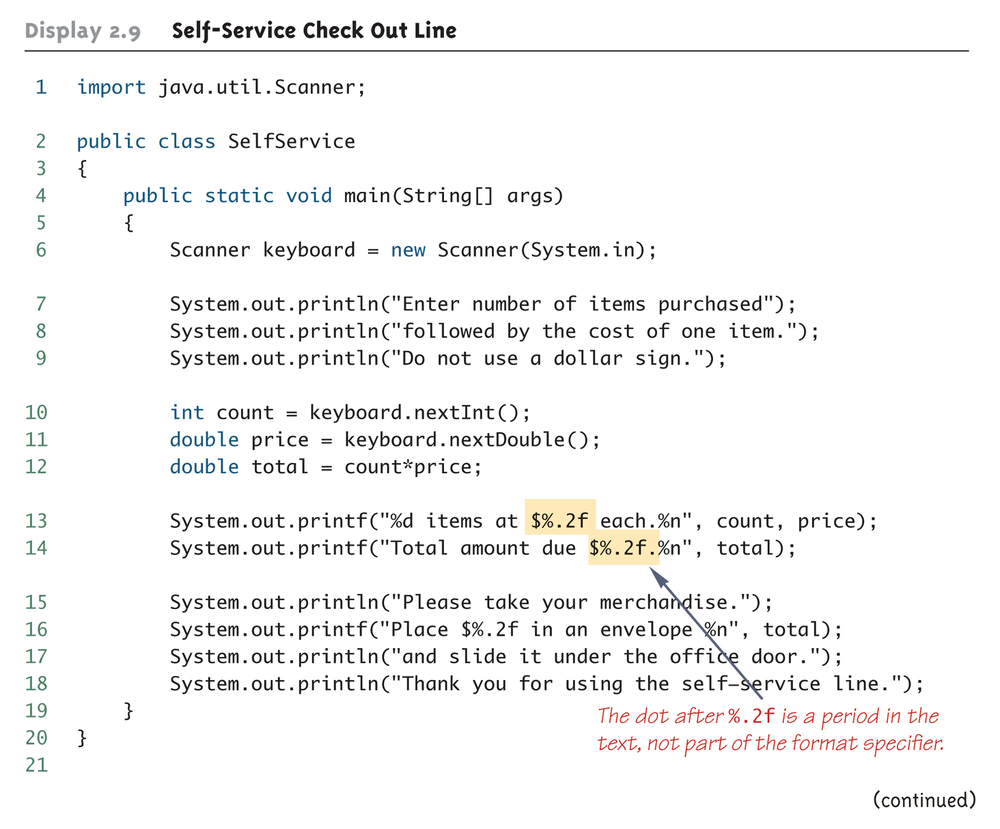 Display 2.9 Self-Service Check Out Line
1 import java.util.Scanner;
2 public class SelfService
3 {
4     public static void main(String[] args)
5     {
6         Scanner keyboard = new Scanner(System.in);
7         System.out.println("Enter number of items purchased");
8         System.out.println("followed by the cost of one item.");
9         System.out.println("Do not use a dollar sign.");
10         int count = keyboard.nextInt();
11         double price = keyboard.nextDouble();
12         double total = count*price;
13         System.out.printf("%d items at $%.2f each.%n", count, price);
14         System.out.printf("Total amount due $%.2f.%n", total);
15         System.out.println("Please take your merchandise.");
16         System.out.printf("Place $%.2f in an envelope %n", total);
17         System.out.println("and slide it under the office door.");
18         System.out.println("Thank you for using the self–service line.");
19     }
20 }
21
The dot after %.2f is a period in the
text, not part of the format specifier.
(continued)